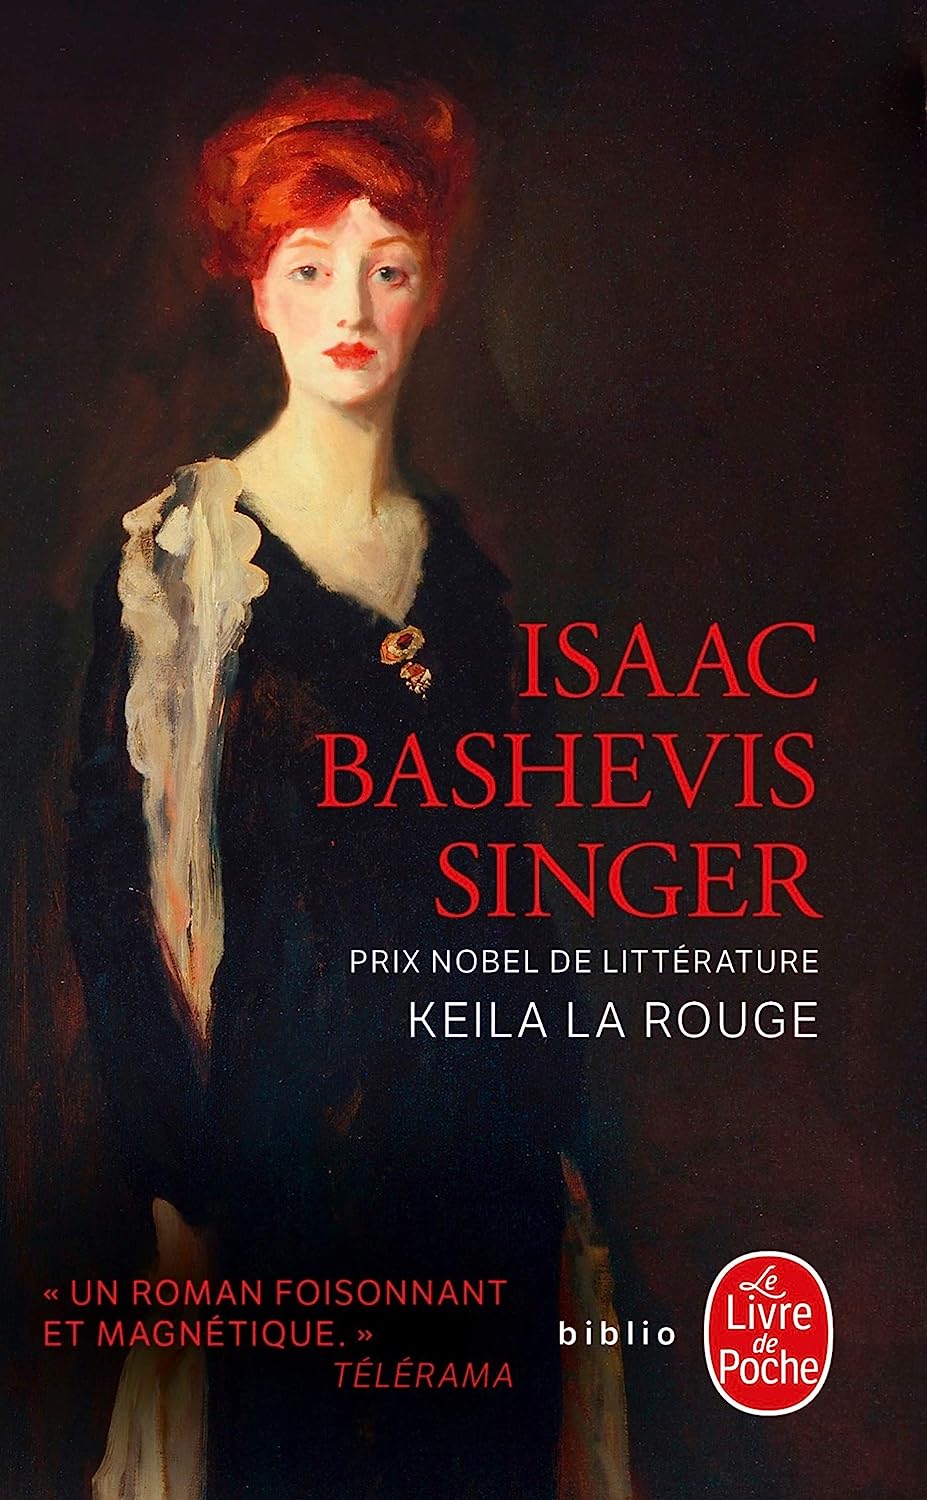 ISAAC
BASHEVIS
SINGER
PRIX NOBEL DE LITTÉRATURE
KEILA LA ROUGE
« UN ROMAN FOISONNANT
ET MAGNÉTIQUE. »
TÉLÉRAMA
biblio
Le
Livre
de
Poche